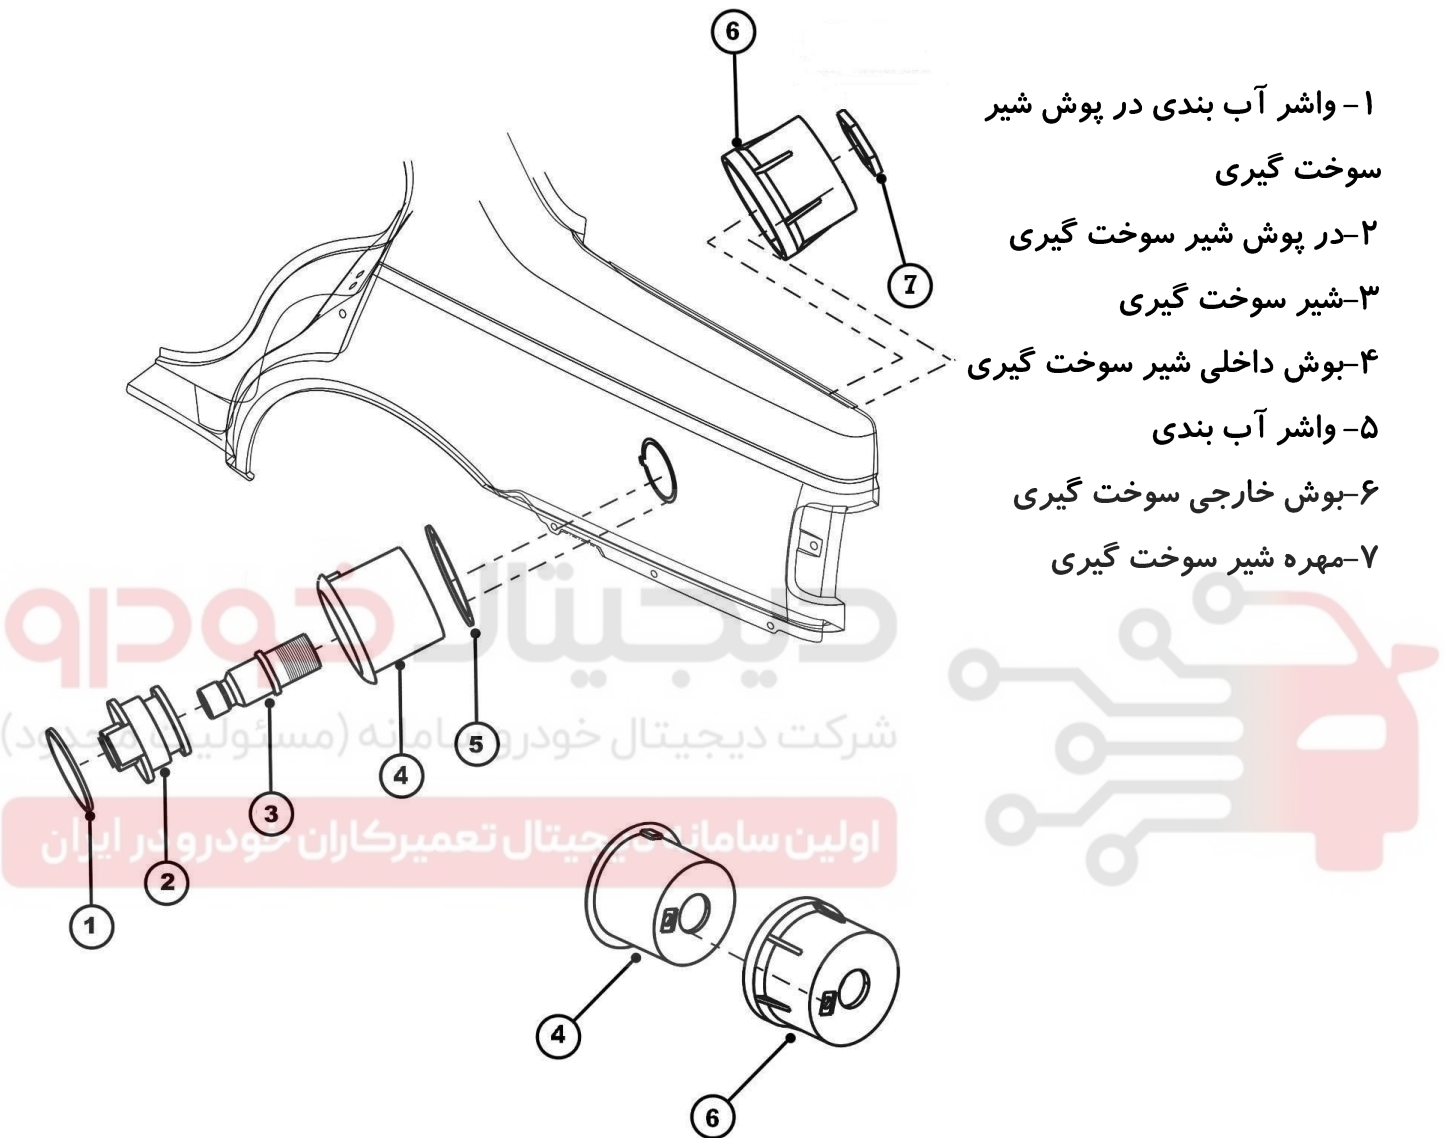 6
۱- واشر آب بندی در پوش شیر
سوخت گیری
۲-در پوش شیر سوخت گیری
7
۳-شیر سوخت گیری
۴-بوش داخلی شیر سوخت گیری
۵- واشر آب بندی
۶-بوش خارجی سوخت گیری
۷-مهره شیر سوخت گیری
دیجیتال خودرو
شرکت دیجیتال خودرو سامانه (مسئولیت محدود)
5
4
3
اولین سامانه دیجیتال تعمیرکاران خودرو در ایران
2
1
4
6